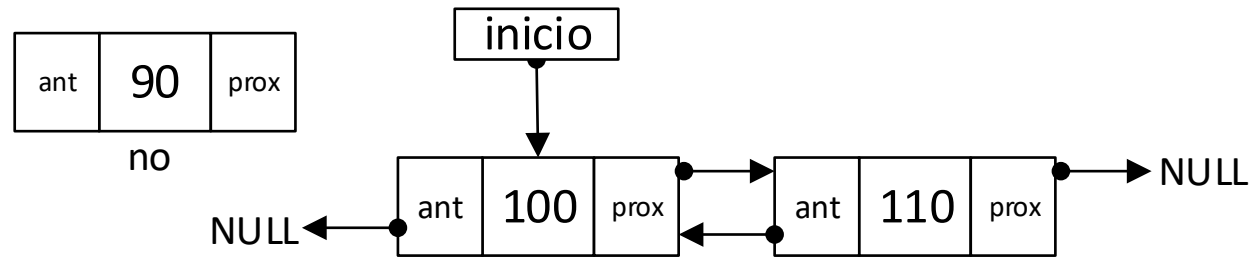 inicio
ant 90 prox
no
ant 100 prox
ant 110 prox
NULL
NULL